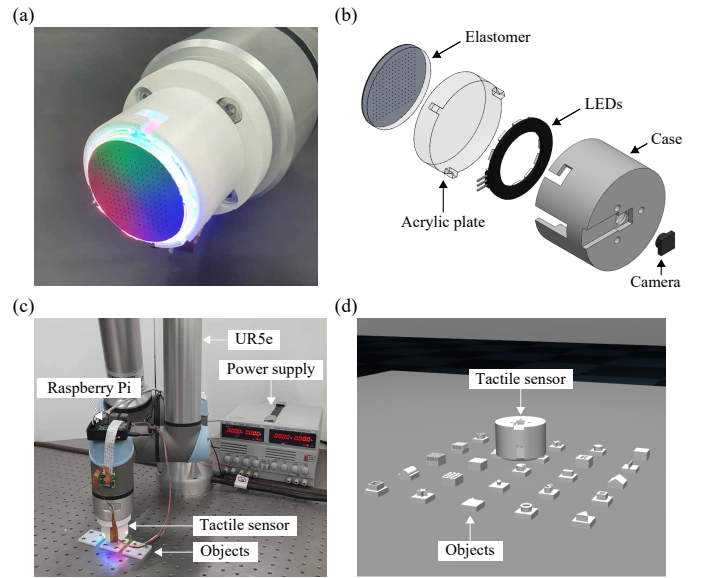 (a)
(b)
Elastomer
LEDs
Case
Acrylic plate
Camera
(c)
(d)
UR5e
Power supply
Raspberry Pi
Tactile sensor
Objects
Tactile sensor
Objects